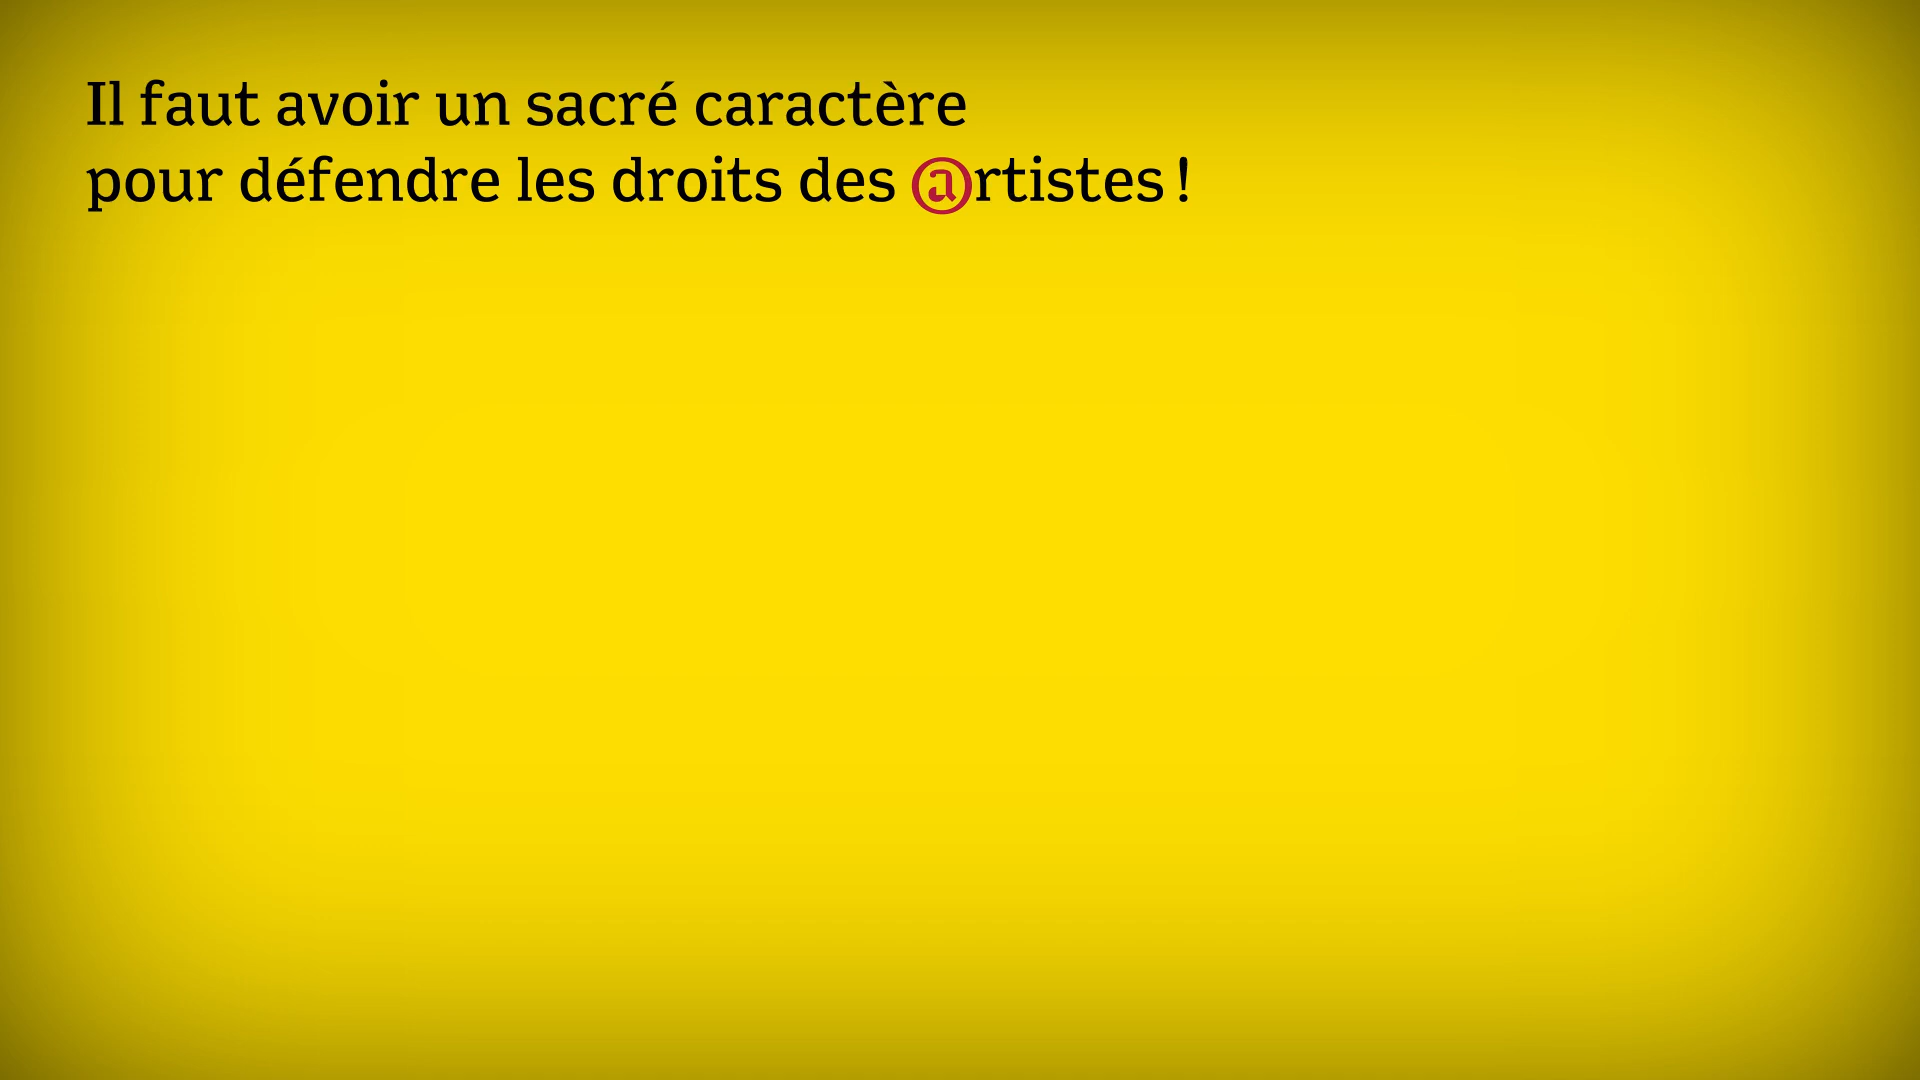 Il faut avoir un sacré caractère
pour défendre les droits des @rtistes !